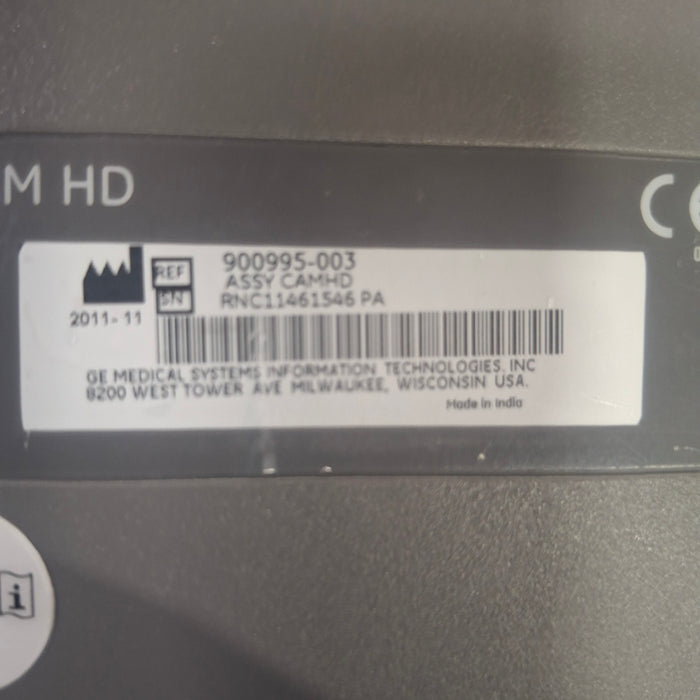 M HD
CE
REF 900995-003
ASSY CAMHD
SN RNC11461546 PA
2011-11
GE MEDICAL SYSTEMS INFORMATION TECHNOLOGIES, INC
8200 WEST TOWER AVE MILWAUKEE, WISCONSIN USA.
Made in India
i